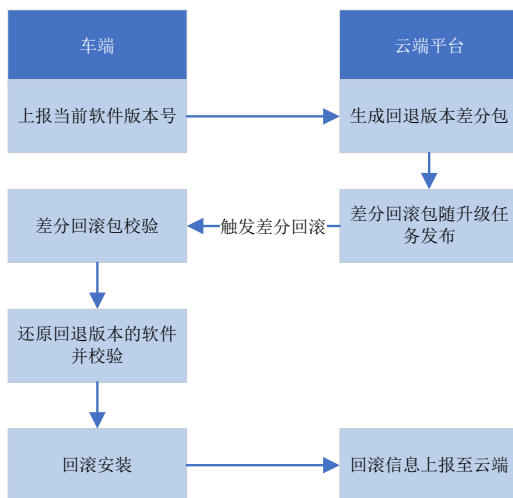 车端
云端平台
上报当前软件版本号
生成回退版本差分包
差分回滚包校验
触发差分回滚
差分回滚包随升级任
务发布
还原回退版本的软件
并校验
回滚安装
回滚信息上报至云端